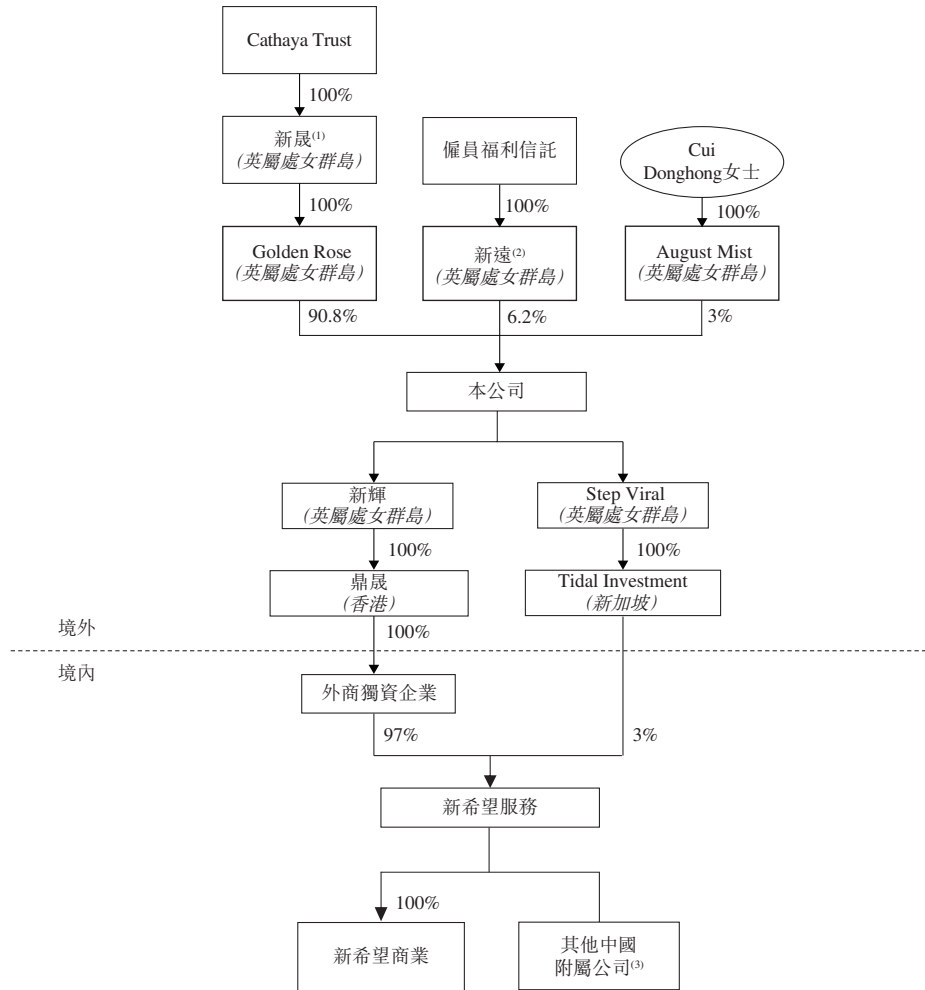 Cathaya Trust
100%
新晟(1)
(英屬處女群島)
僱員福利信託
Cui
Donghong女士
100%
100%
100%
Golden Rose
(英屬處女群島)
新遠(2)
(英屬處女群島)
August Mist
(英屬處女群島)
90.8%
6.2%
3%
本公司
新輝
(英屬處女群島)
Step Viral
(英屬處女群島)
100%
100%
鼎晟
(香港)
Tidal Investment
(新加坡)
境外
100%
境內
外商獨資企業
97%
3%
新希望服務
100%
新希望商業
其他中國
附屬公司(3)